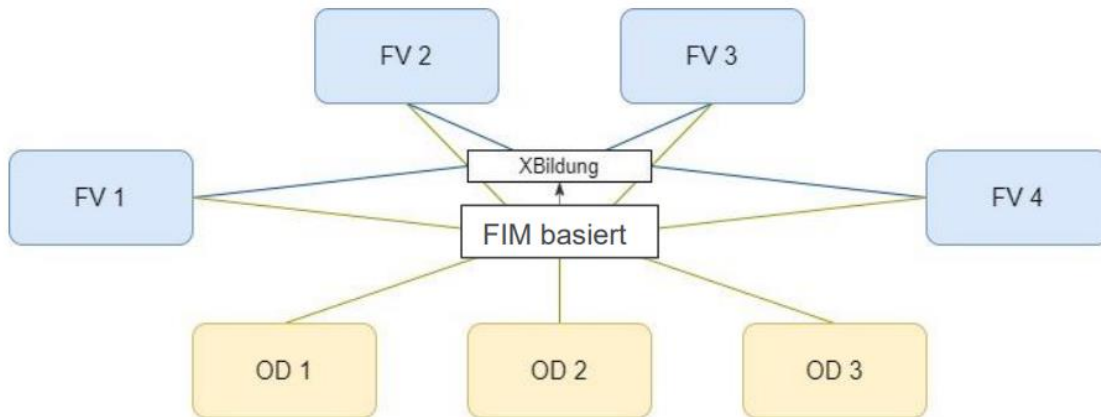 FV 2
FV 3
XBildung
FV 1
FV 4
FIM basiert
OD 1
OD 2
OD 3